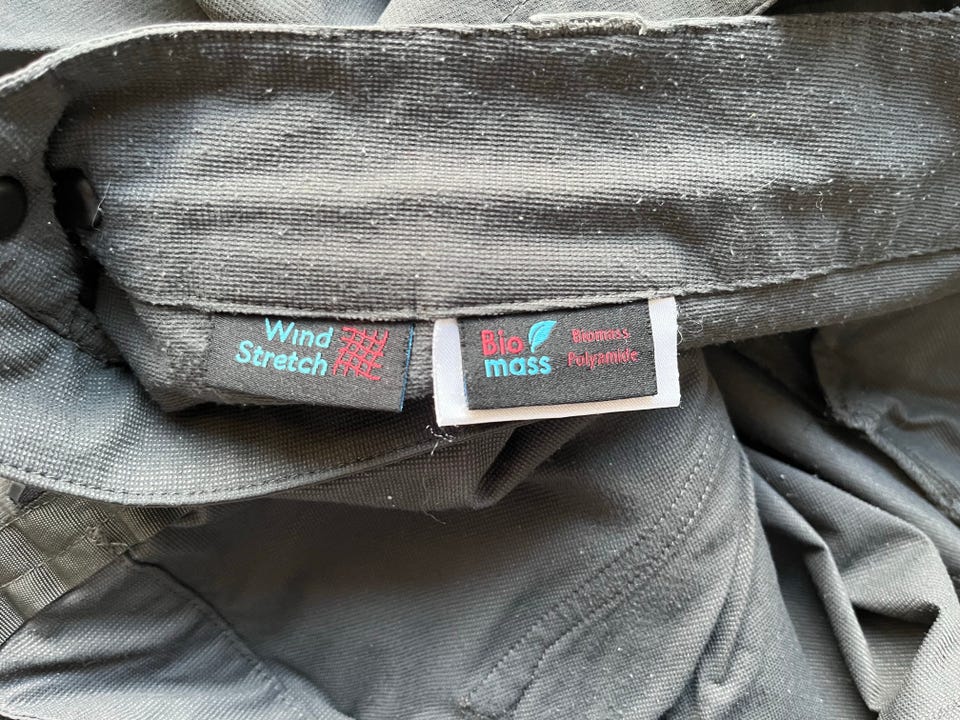 Wind
Stretch
Bio
mass
Biomass
Polyamide